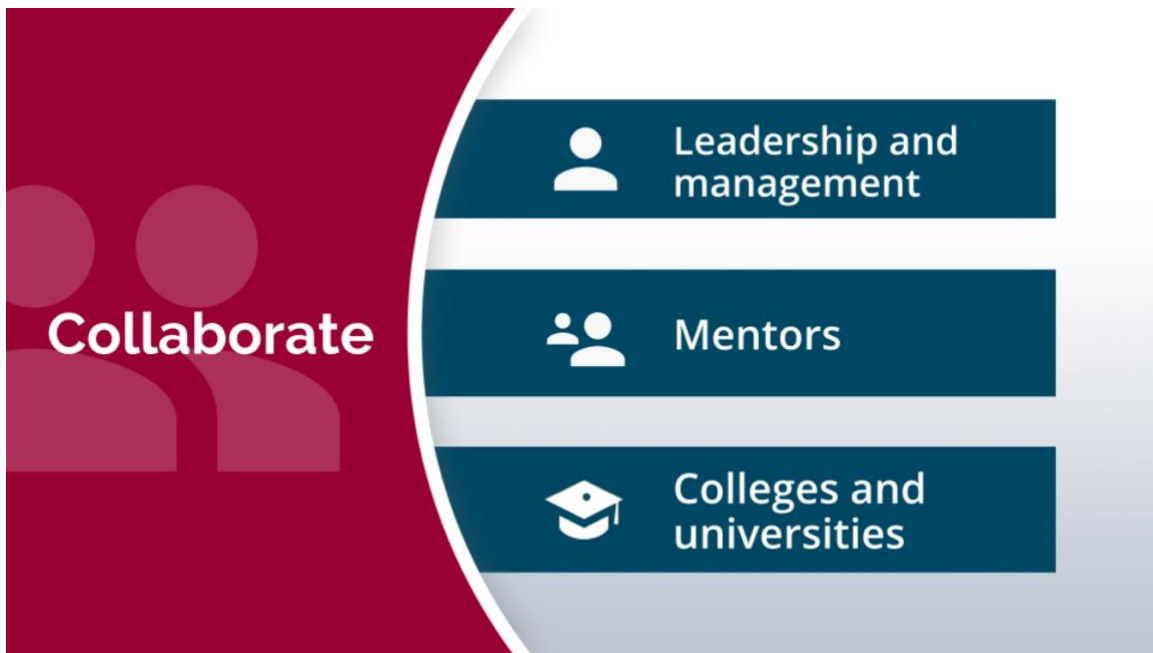 Collaborate
Leadership and
management
Mentors
Colleges and
universities